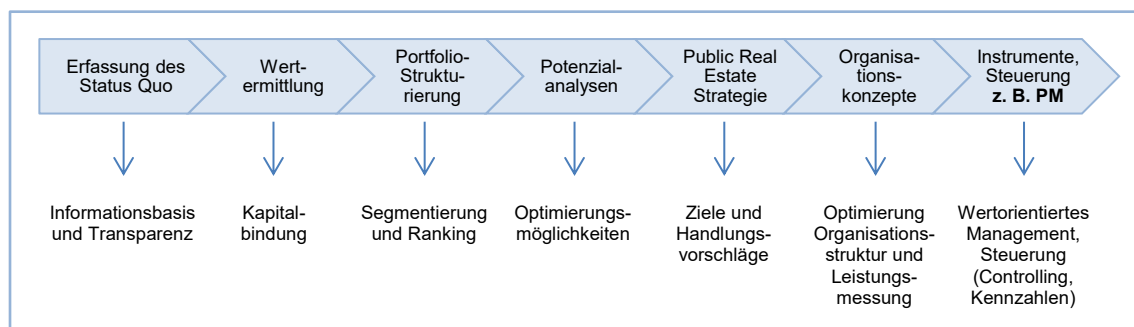 Erfassung des
Status Quo
Wert-
ermittlung
Portfolio-
Struktu-
rierung
Potenzial-
analysen
Public Real
Estate
Strategie
Organisa-
tions-
konzepte
Instrumente,
Steuerung
z. B. PM
Informationsbasis
und Transparenz
Kapital-
bindung
Segmentierung
und Ranking
Optimierungs-
möglichkeiten
Ziele und
Handlungs-
vorschläge
Optimierung
Organisations-
struktur und
Leistungs-
messung
Wertorientiertes
Management,
Steuerung
(Controlling,
Kennzahlen)